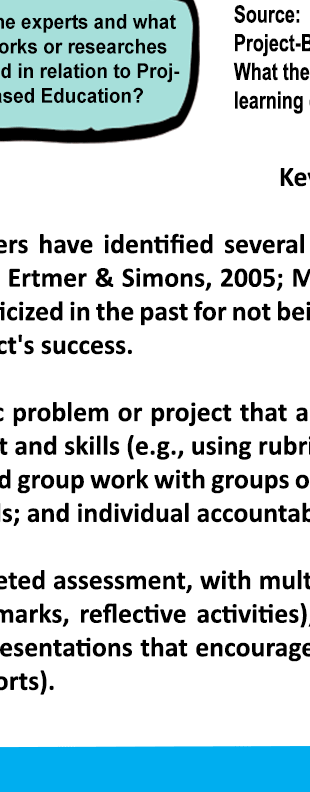 ne experts and what
orks or researches
d in relation to Proj-
ased Education?
Source:
Project-B
What the
learning
Key
ers have identified several
Ertmer & Simons, 2005; M
icized in the past for not bei
ct's success.
c problem or project that a
t and skills (e.g., using rubri
d group work with groups o
ls; and individual accountab
eted assessment, with mult
marks, reflective activities),
esentations that encourage
orts).